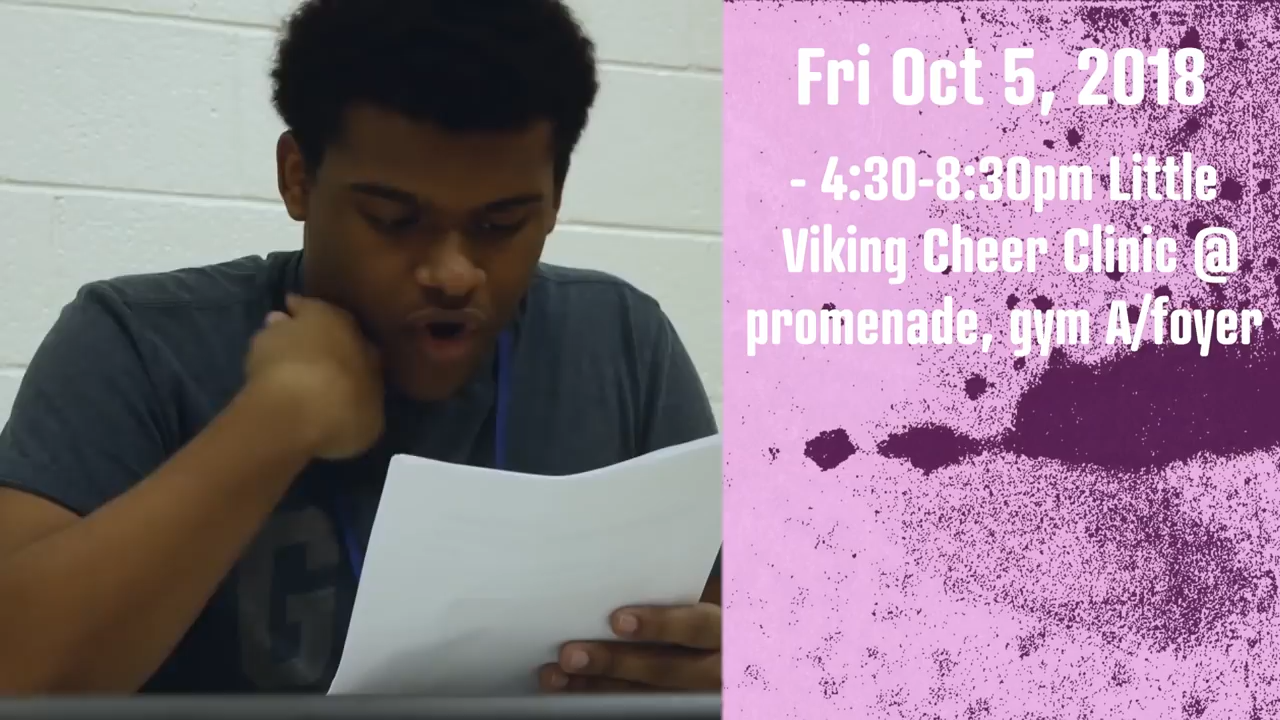 Fri Oct 5, 2018
- 4:30-8:30pm Little
Viking Cheer Clinic @
promenade, gym A/foyer
G